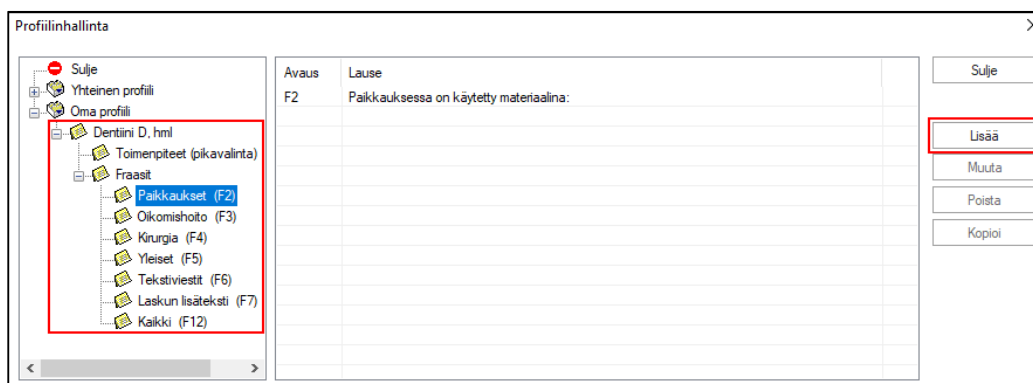 Profiilinhallinta
Sulje
Yhteinen profiili
Oma profiili
Dentiini D, hml
Toimenpiteet (pikavalinta)
Fraasit
Paikkaukset (F2)
Oikomishoito (F3)
Kirurgia (F4)
Yleiset (F5)
Tekstiviestit (F6)
Laskun lisäteksti (F7)
Kaikki (F12)
Avaus Lause
F2 Paikkauksessa on käytetty materiaalina:
Sulje
Lisää
Muuta
Poista
Kopioi